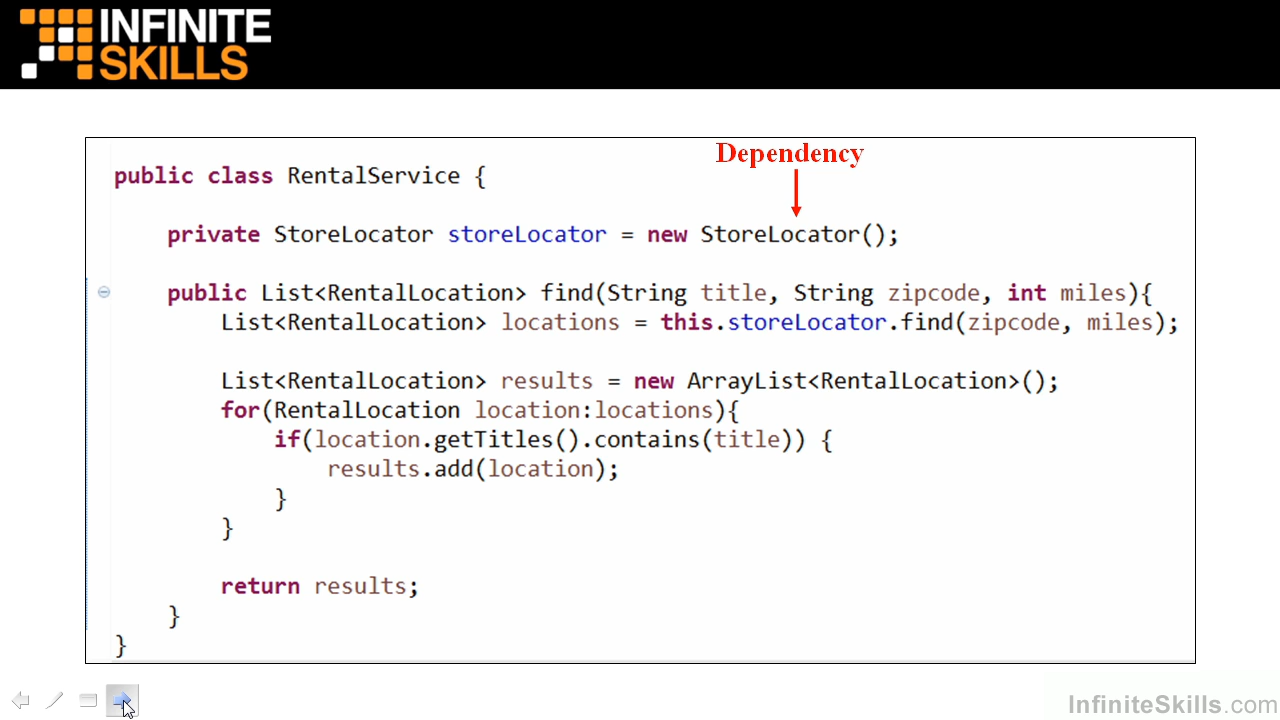 INFINITE
SKILLS
Dependency
public class RentalService {
private StoreLocator storeLocator = new StoreLocator();
public List<RentalLocation> find(String title, String zipcode, int miles){
List<RentalLocation> locations = this.storeLocator.find(zipcode, miles);
List<RentalLocation> results = new ArrayList<RentalLocation>();
for(RentalLocation location:locations){
if(location.getTitles().contains(title)) {
results.add(location);
}
}
return results;
}
}
InfiniteSkills.com